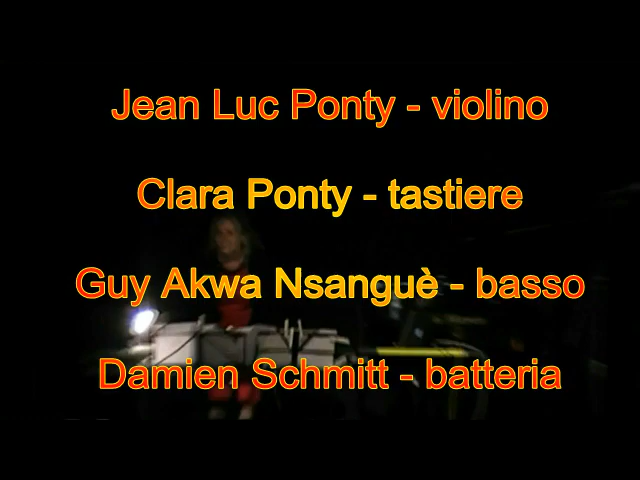 Jean Luc Ponty - violino
Clara Ponty - tastiere
Guy Akwa Nsanguè - basso
Damien Schmitt - batteria